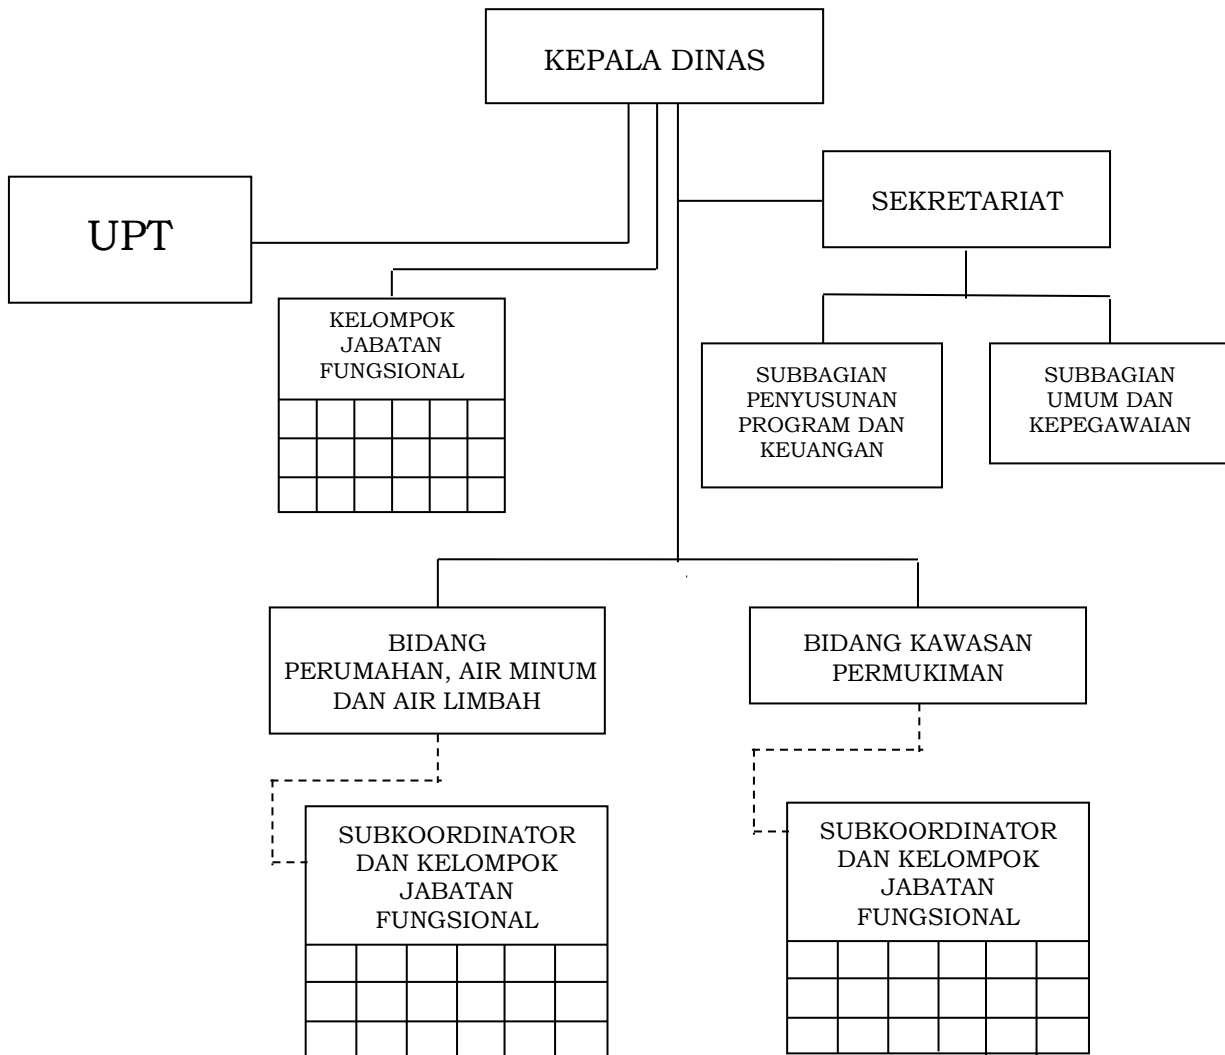 KEPALA DINAS
SEKRETARIAT
UPT
KELOMPOK
JABATAN
FUNGSIONAL
SUBBAGIAN
PENYUSUNAN
PROGRAM DAN
KEUANGAN
SUBBAGIAN
UMUM DAN
KEPEGAWAIAN
BIDANG
PERUMAHAN, AIR MINUM
DAN AIR LIMBAH
BIDANG KAWASAN
PERMUKIMAN
SUBKOORDINATOR
DAN KELOMPOK
JABATAN
FUNGSIONAL
SUBKOORDINATOR
DAN KELOMPOK
JABATAN
FUNGSIONAL